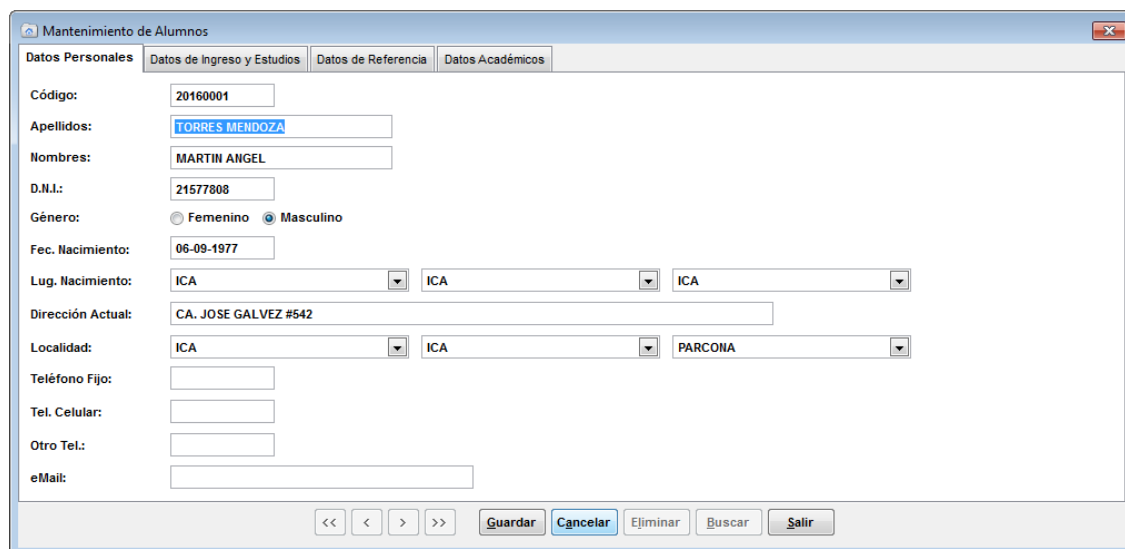 Mantenimiento de Alumnos
Datos Personales Datos de Ingreso y Estudios Datos de Referencia Datos Académicos
Código: 20160001
Apellidos: TORRES MENDOZA
Nombres: MARTIN ANGEL
D.N.I.: 21577808
Género: Femenino Masculino
Fec. Nacimiento: 06-09-1977
Lug. Nacimiento: ICA ICA ICA
Dirección Actual: CA. JOSE GALVEZ #542
Localidad: ICA ICA PARCONA
Teléfono Fijo:
Tel. Celular:
Otro Tel.:
eMail:
<< < > >> Guardar Cancelar Eliminar Buscar Salir